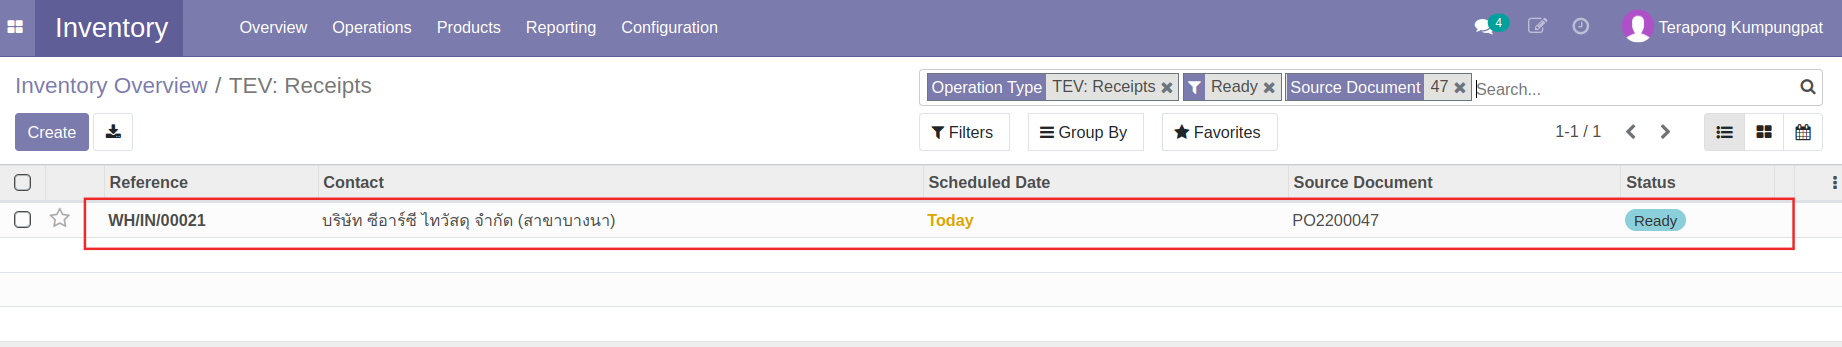 Inventory Overview Operations Products Reporting Configuration 4 Terapong Kumpungpat
Inventory Overview / TEV: Receipts
Operation Type TEV: Receipts Ready Source Document 47 Search...
Create Filters Group By Favorites 1-1 / 1
Reference Contact Scheduled Date Source Document Status
WH/IN/00021 บริษัท ซีอาร์ซี ไทวัสดุ จำกัด (สาขาบางนา) Today PO2200047 Ready